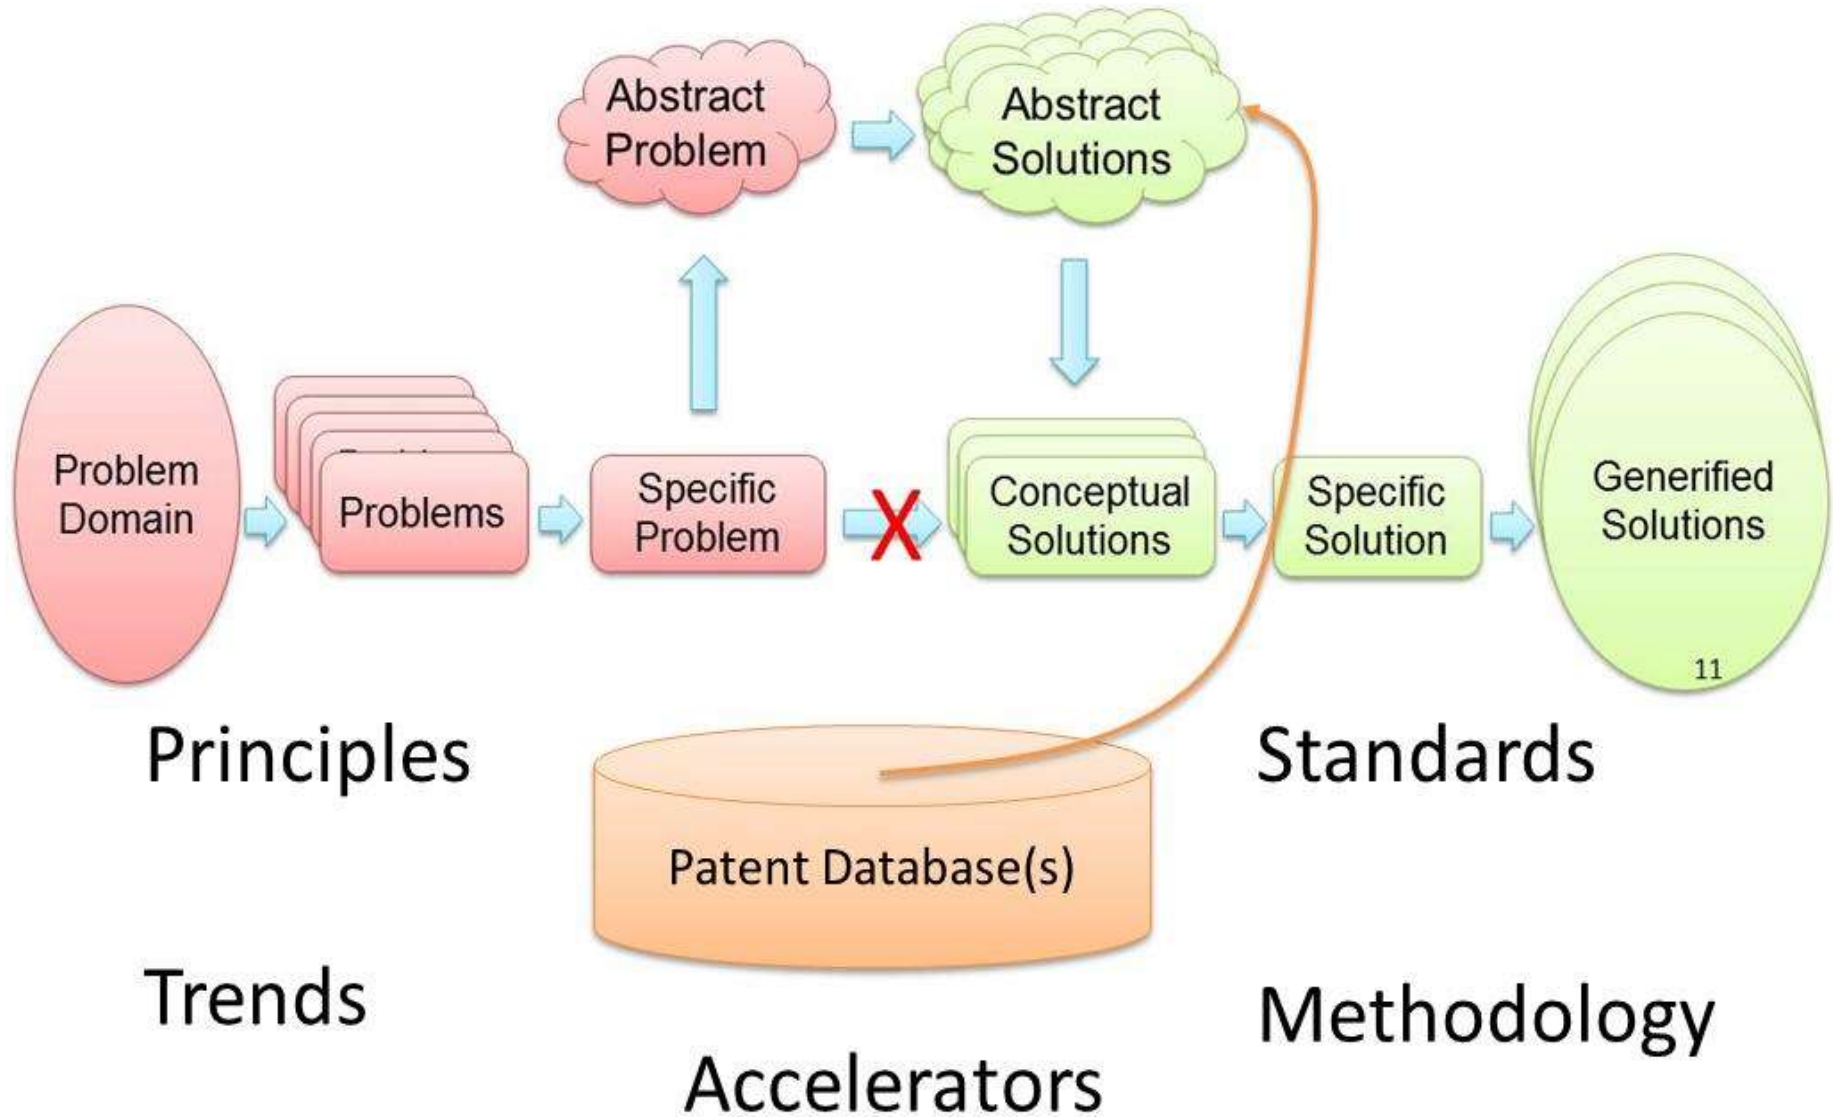 Abstract
Problem
Abstract
Solutions
Problem
Domain
Problems
Specific
Problem
X
Conceptual
Solutions
Specific
Solution
Generified
Solutions
11
Principles
Standards
Patent Database(s)
Trends
Methodology
Accelerators